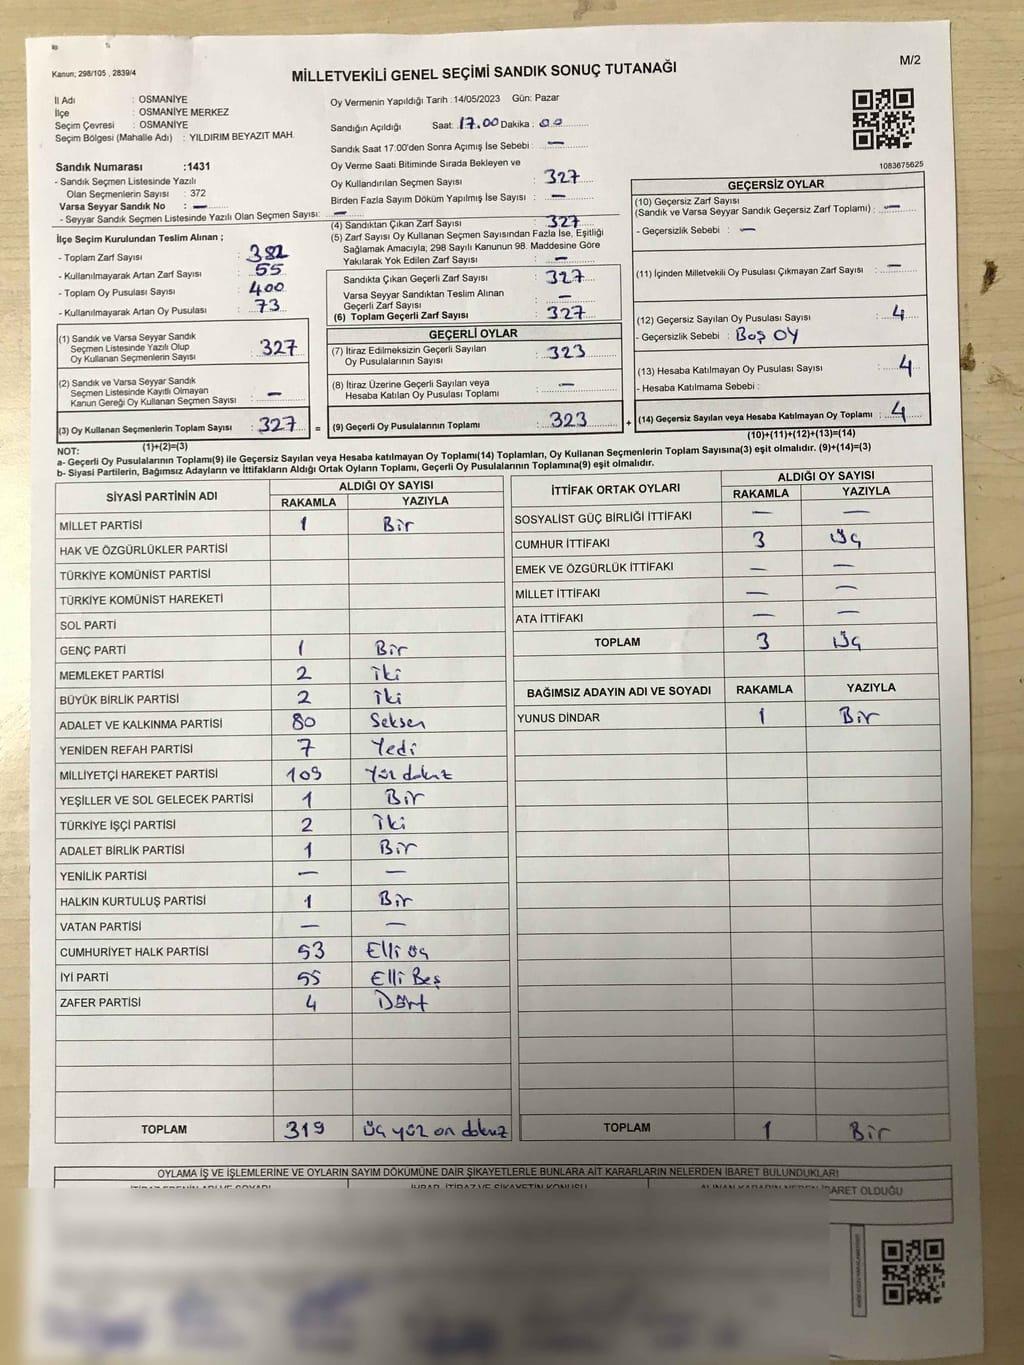 Kanun; 298/105 , 2839/4
MİLLETVEKİLİ GENEL SEÇİMİ SANDIK SONUÇ TUTANAĞI
M/2
İl Adı : OSMANİYE
İlçe : OSMANİYE MERKEZ
Seçim Çevresi : OSMANİYE
Seçim Bölgesi (Mahalle Adı) : YILDIRIM BEYAZIT MAH.
Sandık Numarası :1431
- Sandık Seçmen Listesinde Yazılı
Olan Seçmenlerin Sayısı : 372
Varsa Seyyar Sandık No : —
- Seyyar Sandık Seçmen Listesinde Yazılı Olan Seçmen Sayısı: —
Oy Vermenin Yapıldığı Tarih :14/05/2023 Gün: Pazar
Sandığın Açıldığı Saat: 17.00 Dakika : 00
Sandık Saat 17:00'den Sonra Açımış İse Sebebi : —
Oy Verme Saati Bitiminde Sırada Bekleyen ve
Oy Kullandırılan Seçmen Sayısı : 327
Birden Fazla Sayım Döküm Yapılmış İse Sayısı : —
(4) Sandıktan Çıkan Zarf Sayısı : 327
(5) Zarf Sayısı Oy Kullanan Seçmen Sayısından Fazla İse, Eşitliği
Sağlamak Amacıyla; 298 Sayılı Kanunun 98. Maddesine Göre
Yakılarak Yok Edilen Zarf Sayısı : —
Sandıkta Çıkan Geçerli Zarf Sayısı : 327
Varsa Seyyar Sandıktan Teslim Alınan
Geçerli Zarf Sayısı : —
(6) Toplam Geçerli Zarf Sayısı : 327
1083675625
İlçe Seçim Kurulundan Teslim Alınan ;
- Toplam Zarf Sayısı : 382
- Kullanılmayarak Artan Zarf Sayısı : 55
- Toplam Oy Pusulası Sayısı : 400
- Kullanılmayarak Artan Oy Pusulası : 73
(1) Sandık ve Varsa Seyyar Sandık
Seçmen Listesinde Yazılı Olup
Oy Kullanan Seçmenlerin Sayısı : 327
(2) Sandık ve Varsa Seyyar Sandık
Seçmen Listesinde Kayıtlı Olmayan
Kanun Gereği Oy Kullanan Seçmen Sayısı : —
(3) Oy Kullanan Seçmenlerin Toplam Sayısı : 327 =
(1)+(2)=(3)
GEÇERLİ OYLAR
(7) İtiraz Edilmeksizin Geçerli Sayılan
Oy Pusulalarının Sayısı : 323
(8) İtiraz Üzerine Geçerli Sayılan veya
Hesaba Katılan Oy Pusulası Toplamı : —
(9) Geçerli Oy Pusulalarının Toplamı : 323 +
GEÇERSİZ OYLAR
(10) Geçersiz Zarf Sayısı
(Sandık ve Varsa Seyyar Sandık Geçersiz Zarf Toplamı) : —
- Geçersizlik Sebebi : —
(11) İçinden Milletvekili Oy Pusulası Çıkmayan Zarf Sayısı : —
(12) Geçersiz Sayılan Oy Pusulası Sayısı : 4
- Geçersizlik Sebebi : Boş OY
(13) Hesaba Katılmayan Oy Pusulası Sayısı : 4
- Hesaba Katılmama Sebebi :
(14) Geçersiz Sayılan veya Hesaba Katılmayan Oy Toplamı : 4
(10)+(11)+(12)+(13)=(14)
NOT:
a- Geçerli Oy Pusulasının Toplamı(9) ile Geçersiz Sayılan veya Hesaba katılmayan Oy Toplamı(14) Toplamları, Oy Kullanan Seçmenlerin Toplam Sayısına(3) eşit olmalıdır. (9)+(14)=(3)
b- Siyasi Partilerin, Bağımsız Adayların ve İttifakların Aldığı Ortak Oyların Toplamı, Geçerli Oy Pusulalarının Toplamına(9) eşit olmalıdır.
SİYASİ PARTİNİN ADI ALDIĞI OY SAYISI
RAKAMLA YAZIYLA
MİLLET PARTİSİ 1 Bir
HAK VE ÖZGÜRLÜKLER PARTİSİ
TÜRKİYE KOMÜNİST PARTİSİ
TÜRKİYE KOMÜNİST HAREKETİ
SOL PARTİ
GENÇ PARTİ 1 Bir
MEMLEKET PARTİSİ 2 İki
BÜYÜK BİRLİK PARTİSİ 2 İki
ADALET VE KALKINMA PARTİSİ 80 Seksen
YENİDEN REFAH PARTİSİ 7 Yedi
MİLLİYETÇİ HAREKET PARTİSİ 109 Yüz dokuz
YEŞİLLER VE SOL GELECEK PARTİSİ 1 Bir
TÜRKİYE İŞÇİ PARTİSİ 2 İki
ADALET BİRLİK PARTİSİ 1 Bir
YENİLİK PARTİSİ — —
HALKIN KURTULUŞ PARTİSİ 1 Bir
VATAN PARTİSİ — —
CUMHURİYET HALK PARTİSİ 53 Elli üç
İYİ PARTİ 55 Elli Beş
ZAFER PARTİSİ 4 Dört
TOPLAM 319 üç yüz on dokuz
İTTİFAK ORTAK OYLARI ALDIĞI OY SAYISI
RAKAMLA YAZIYLA
SOSYALİST GÜÇ BİRLİĞİ İTTİFAKI — —
CUMHUR İTTİFAKI 3 üç
EMEK VE ÖZGÜRLÜK İTTİFAKI — —
MİLLET İTTİFAKI — —
ATA İTTİFAKI — —
TOPLAM 3 üç
BAĞIMSIZ ADAYIN ADI VE SOYADI RAKAMLA YAZIYLA
YUNUS DİNDAR 1 Bir
TOPLAM 1 Bir
OYLAMA İŞ VE İŞLEMLERİNE VE OYLARIN SAYIM DÖKÜMÜNE DAİR ŞİKAYETLERLE BUNLARA AİT KARARLARIN NELERDEN İBARET BULUNDUKLARI
İHBAR, İTİRAZ VE ŞİKAYETİN KONUSU ALINAN KARARIN NEDEN İBARET OLDUĞU